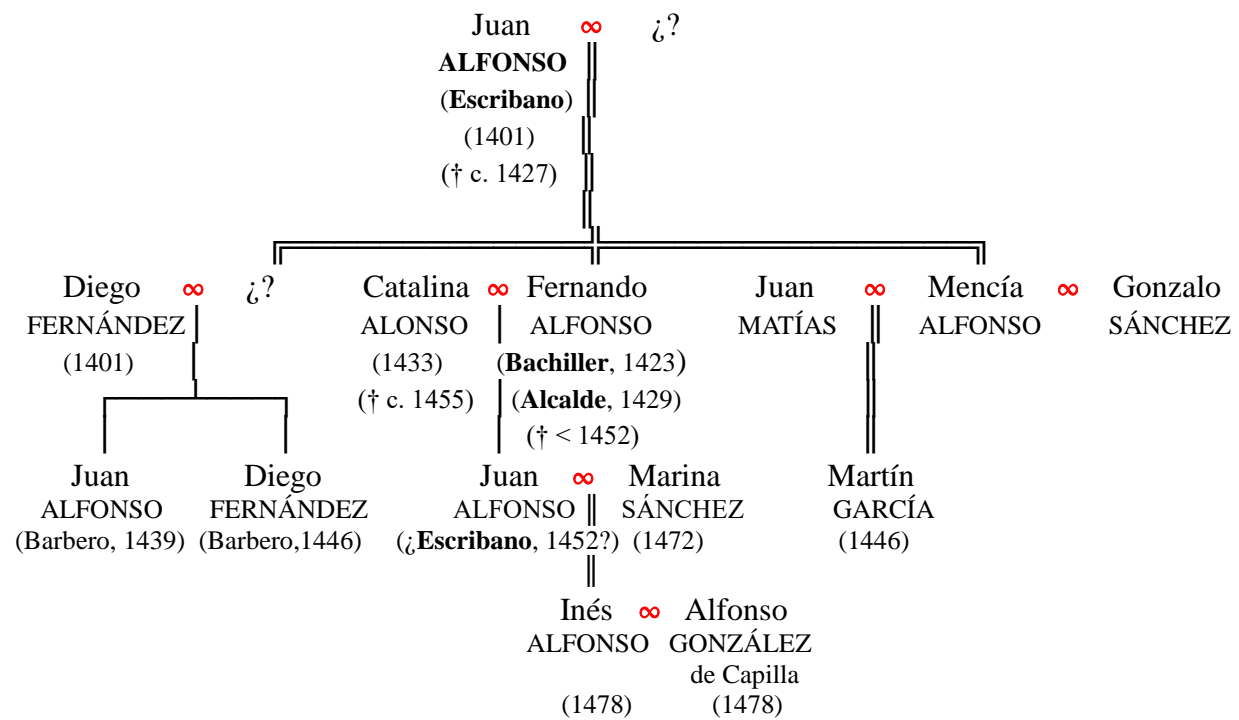 Juan ∞ ¿?
ALFONSO
(Escribano)
(1401)
(† c. 1427)
Diego ∞ ¿? Catalina ∞ Fernando Juan ∞ Mencía ∞ Gonzalo
FERNÁNDEZ ALONSO ALFONSO MATÍAS ALFONSO SÁNCHEZ
(1401) (1433) (Bachiller, 1423)
(† c. 1455) (Alcalde, 1429)
(† < 1452)
Juan Diego Juan ∞ Marina Martín
ALFONSO FERNÁNDEZ ALFONSO SÁNCHEZ GARCÍA
(Barbero, 1439) (Barbero,1446) (¿Escribano, 1452?) (1472) (1446)
Inés ∞ Alfonso
ALFONSO GONZÁLEZ
de Capilla
(1478) (1478)